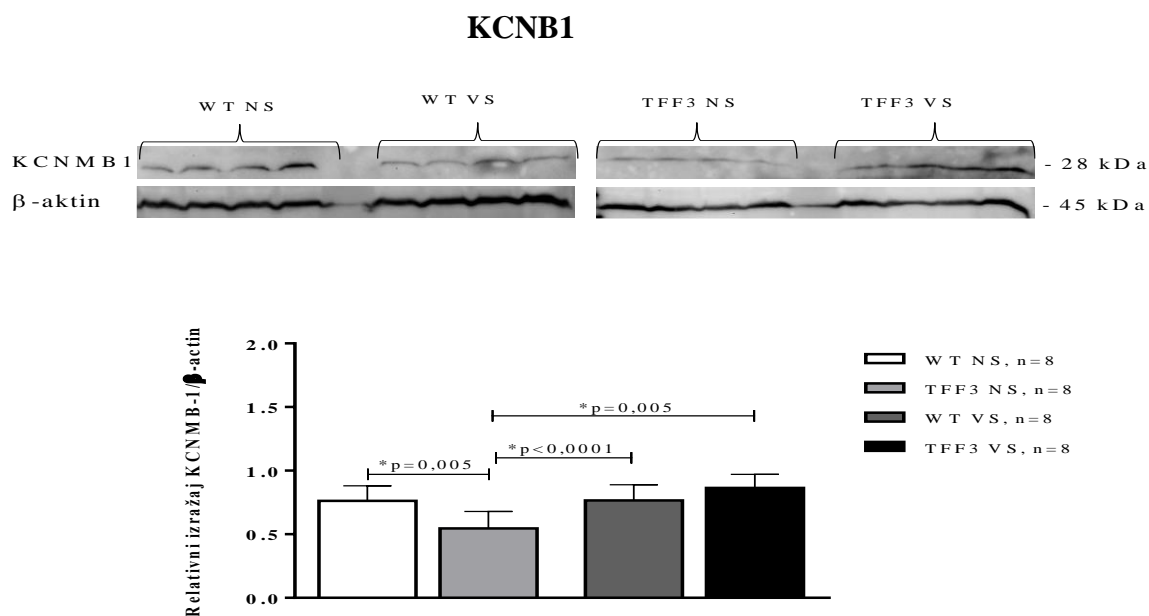 KCNB1
WT NS
WT VS
TFF3 NS
TFF3 VS
KCNMB1
- 28 kDa
β-aktin
- 45 kDa
Relativni izražaj KCNMB-1/β-actin
2.0
1.5
1.0
0.5
0.0
*p=0,005
*p<0,0001
*p=0,005
WT NS, n=8
TFF3 NS, n=8
WT VS, n=8
TFF3 VS, n=8